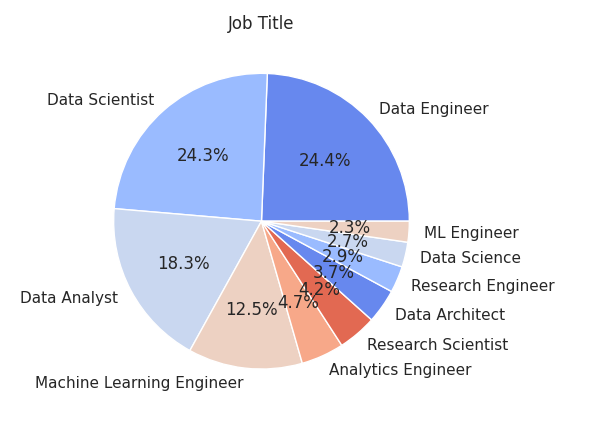 Job Title
Data Engineer
24.4%
Data Scientist
24.3%
Data Analyst
18.3%
Machine Learning Engineer
12.5%
Analytics Engineer
4.7%
Research Scientist
4.2%
Data Architect
3.7%
Research Engineer
2.9%
Data Science
2.7%
ML Engineer
2.3%